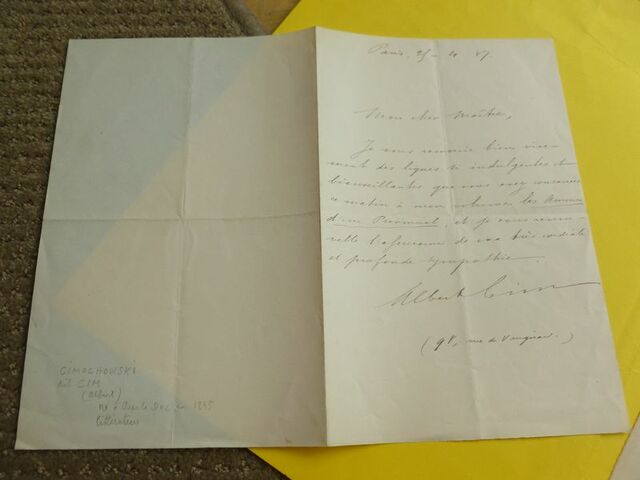 Paris, 25 - 4 87.
Mon cher Maître,
Je vous remercie bien vive-
ment des lignes si indulgentes et
bienveillantes que vous avez consacrées
ce matin à mon volume les Amours
d'un Provincial, et je vous renou-
velle l'assurance de ma très cordiale
et profonde sympathie.
Albert Cim
(98, rue de Vaugirard.)
CIMOCHOWSKI
dit CIM
(Albert)
né à Bar le Duc en 1845
littérateur